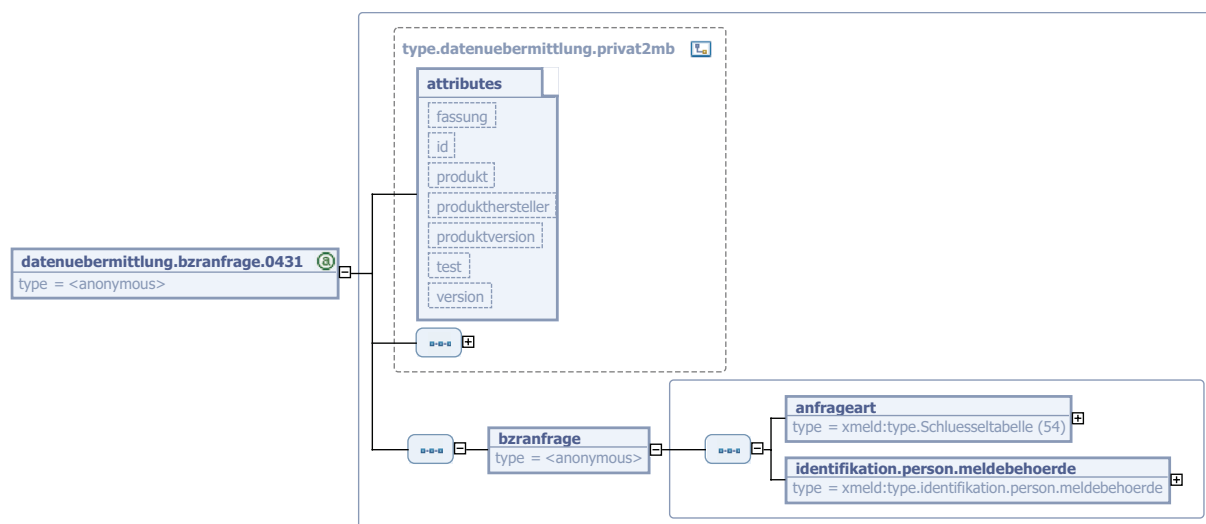 type.datenuebermittlung.privat2mb
attributes
fassung
id
produkt
produkthersteller
produktversion
test
version
datenuebermittlung.bzranfrage.0431 a
type = <anonymous>
bzranfrage
type = <anonymous>
anfrageart
type = xmeld:type.Schluesseltabelle (54)
identifikation.person.meldebehoerde
type = xmeld:type.identifikation.person.meldebehoerde